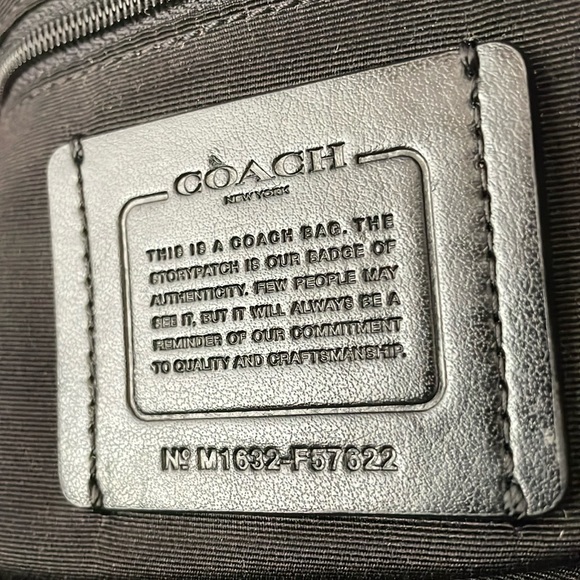 COACH
NEW YORK
THIS IS A COACH BAG. THE
STORYPATCH IS OUR BADGE OF
AUTHENTICITY. FEW PEOPLE MAY
SEE IT, BUT IT WILL ALWAYS BE A
REMINDER OF OUR COMMITMENT
TO QUALITY AND CRAFTSMANSHIP.
Nº M1632-F57622